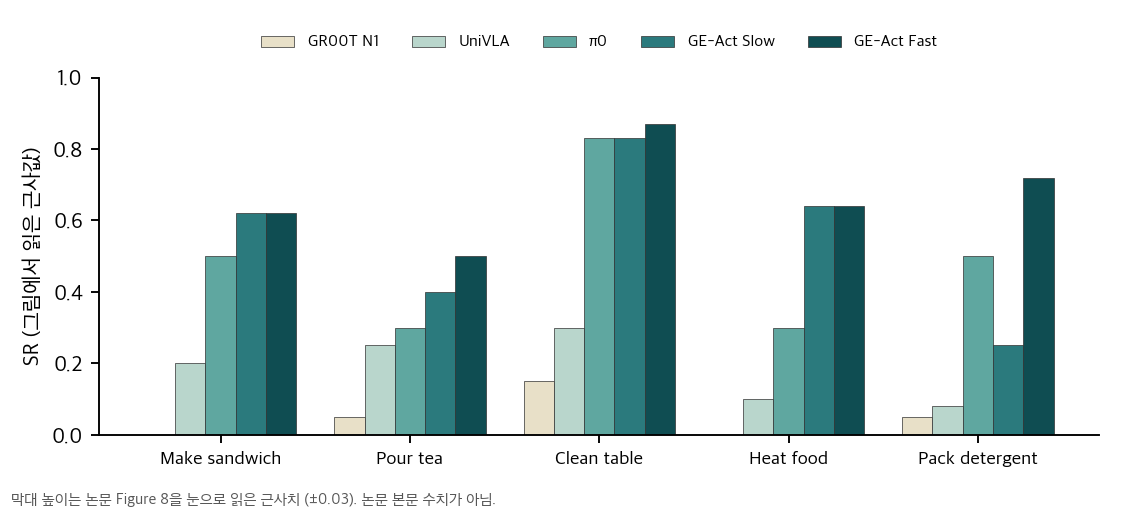 GR00T N1 UniVLA π0 GE-Act Slow GE-Act Fast
SR (그림에서 읽은 근사값)
1.0
0.8
0.6
0.4
0.2
0.0
Make sandwich Pour tea Clean table Heat food Pack detergent
막대 높이는 논문 Figure 8을 눈으로 읽은 근사치 (±0.03). 논문 본문 수치가 아님.